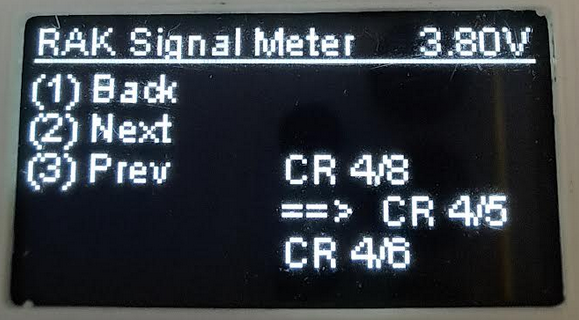 RAK Signal Meter 3.80V
(1) Back
(2) Next
(3) Prev CR 4/8
==> CR 4/5
CR 4/6